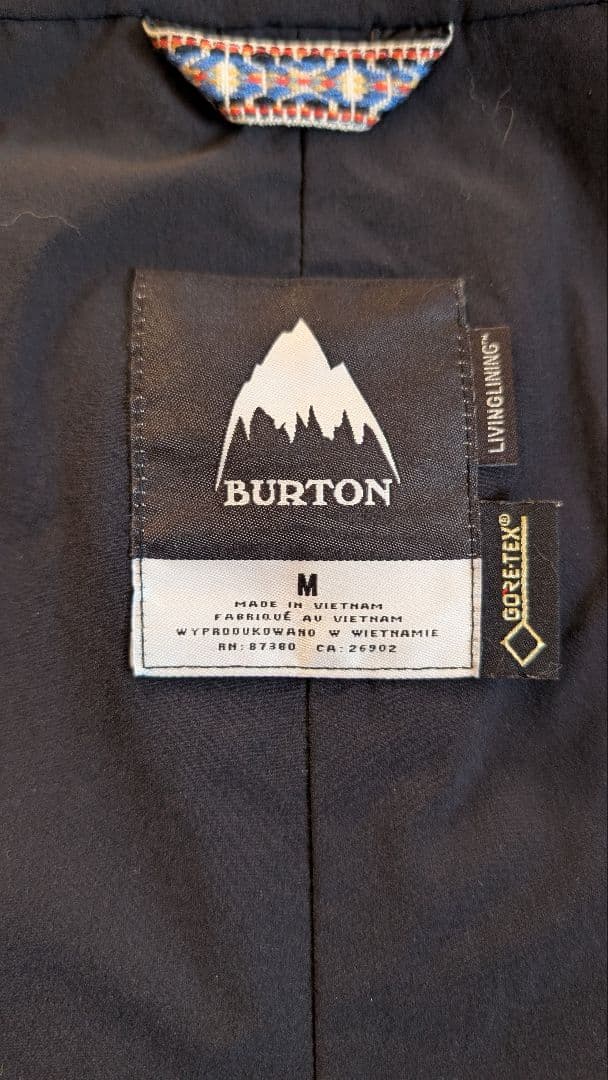 BURTON
M
MADE IN VIETNAM
FABRIQUÉ AU VIETNAM
WYPRODUKOWANO W WIETNAMIE
RN: 87380 CA: 26902
LIVINGLINING™
GORE-TEX®